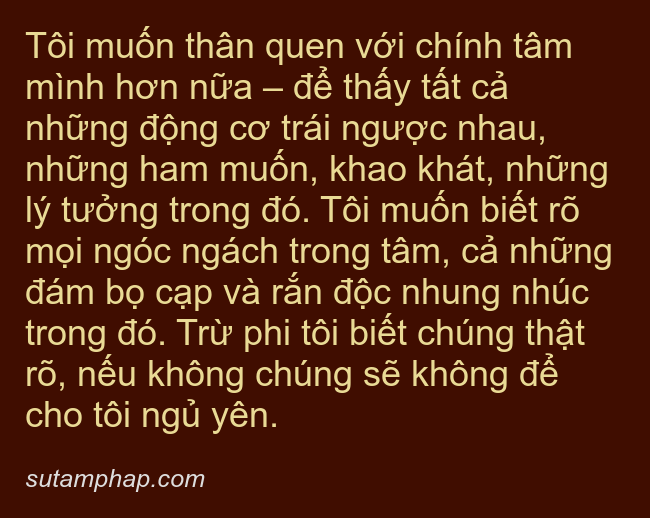 Tôi muốn thân quen với chính tâm
mình hơn nữa – để thấy tất cả
những động cơ trái ngược nhau,
những ham muốn, khao khát, những
lý tưởng trong đó. Tôi muốn biết rõ
mọi ngóc ngách trong tâm, cả những
đám bọ cạp và rắn độc nhung nhúc
trong đó. Trừ phi tôi biết chúng thật
rõ, nếu không chúng sẽ không để
cho tôi ngủ yên.
sutamphap.com